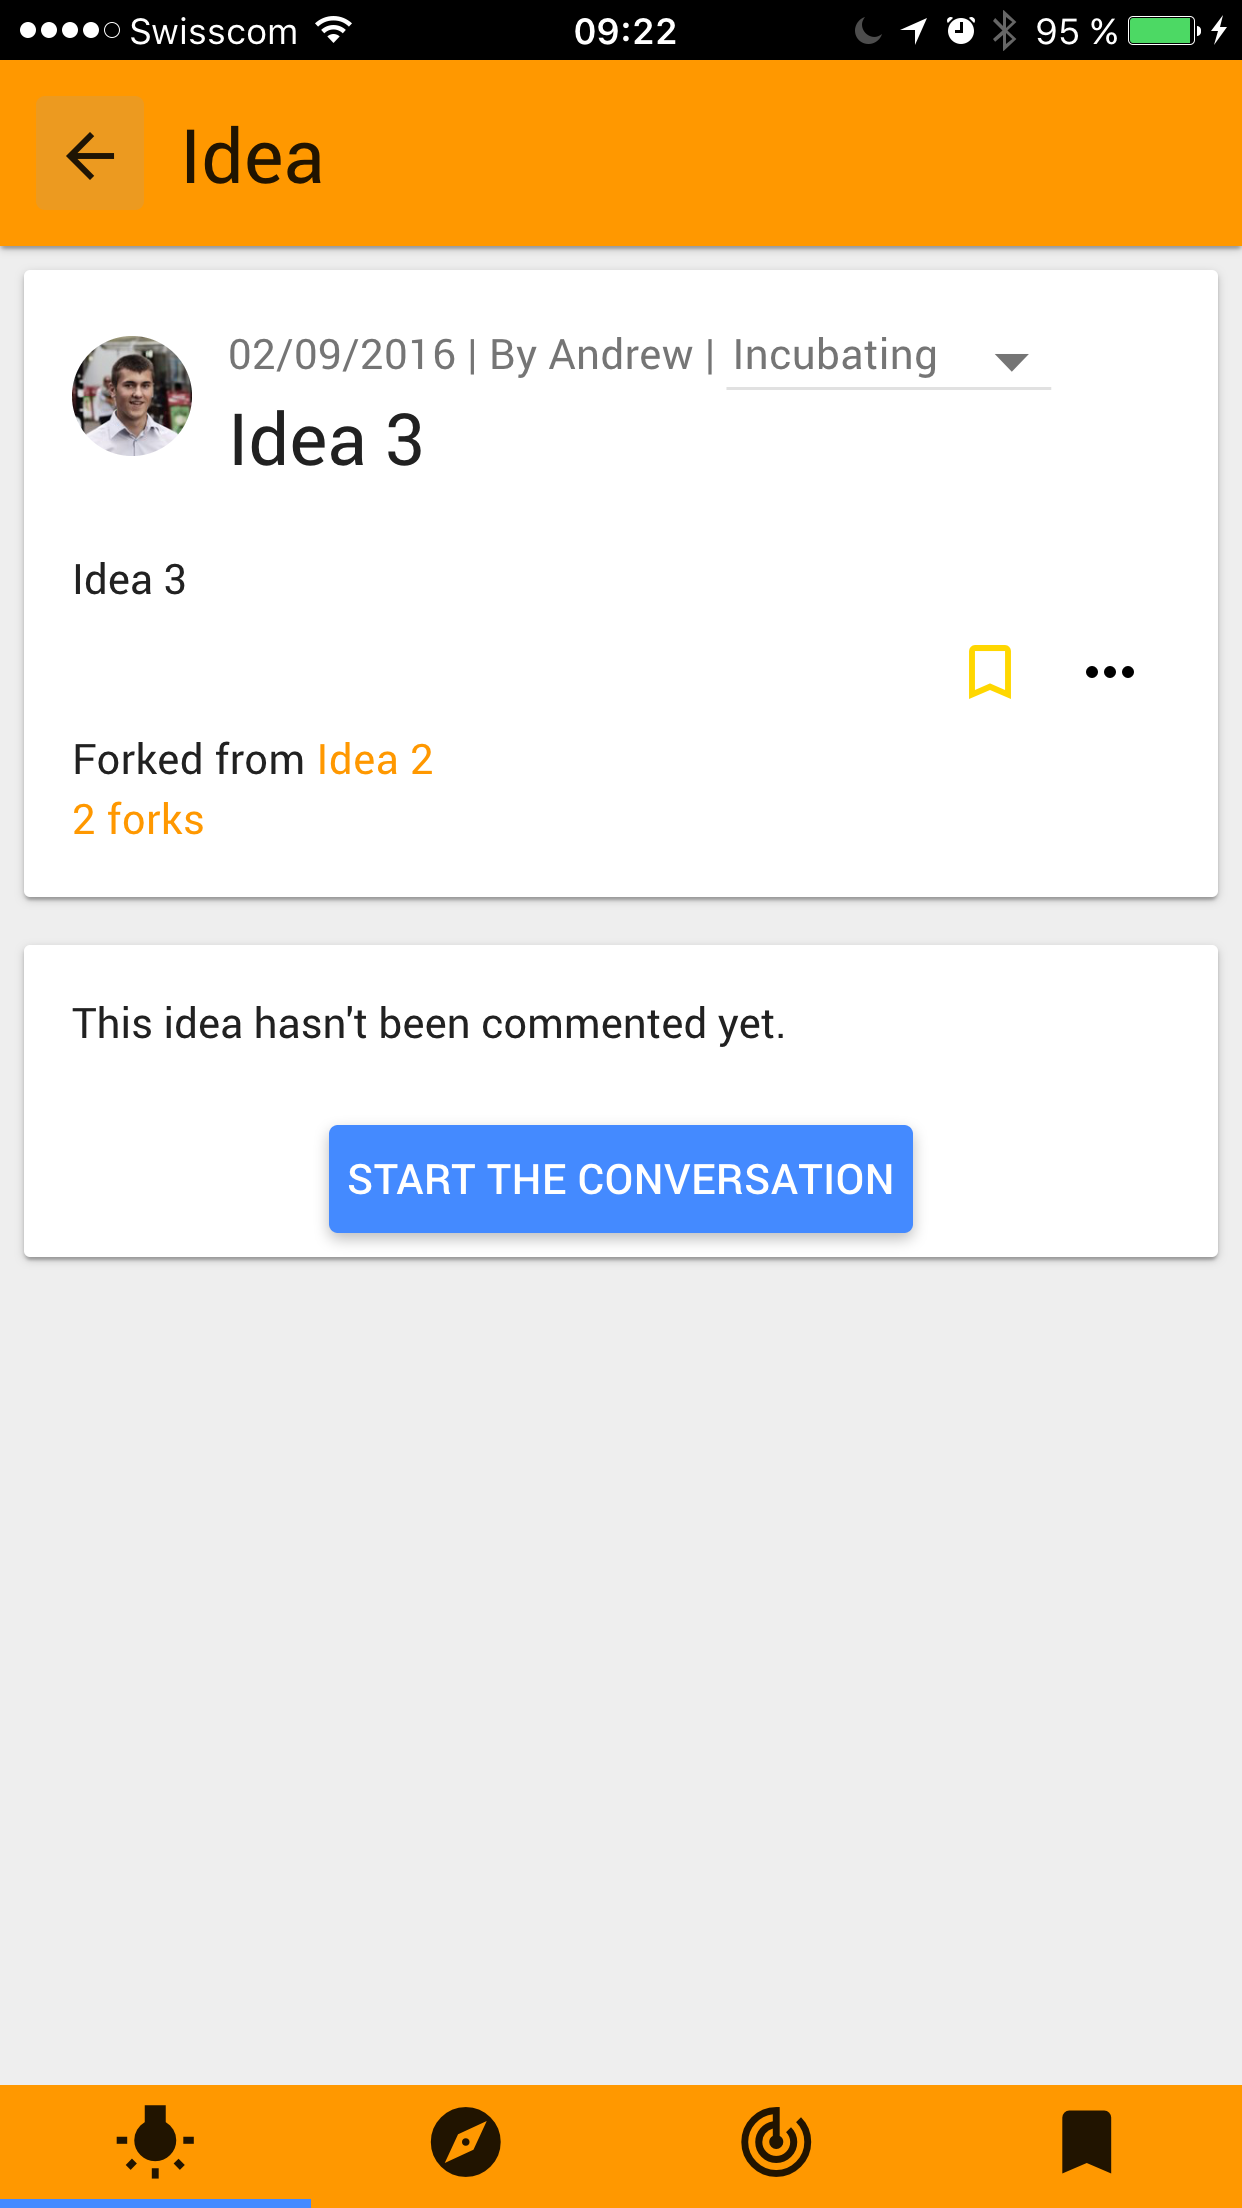 Swisscom 09:22 95 %
Idea
02/09/2016 | By Andrew | Incubating
Idea 3
Idea 3
Forked from Idea 2
2 forks
This idea hasn't been commented yet.
START THE CONVERSATION